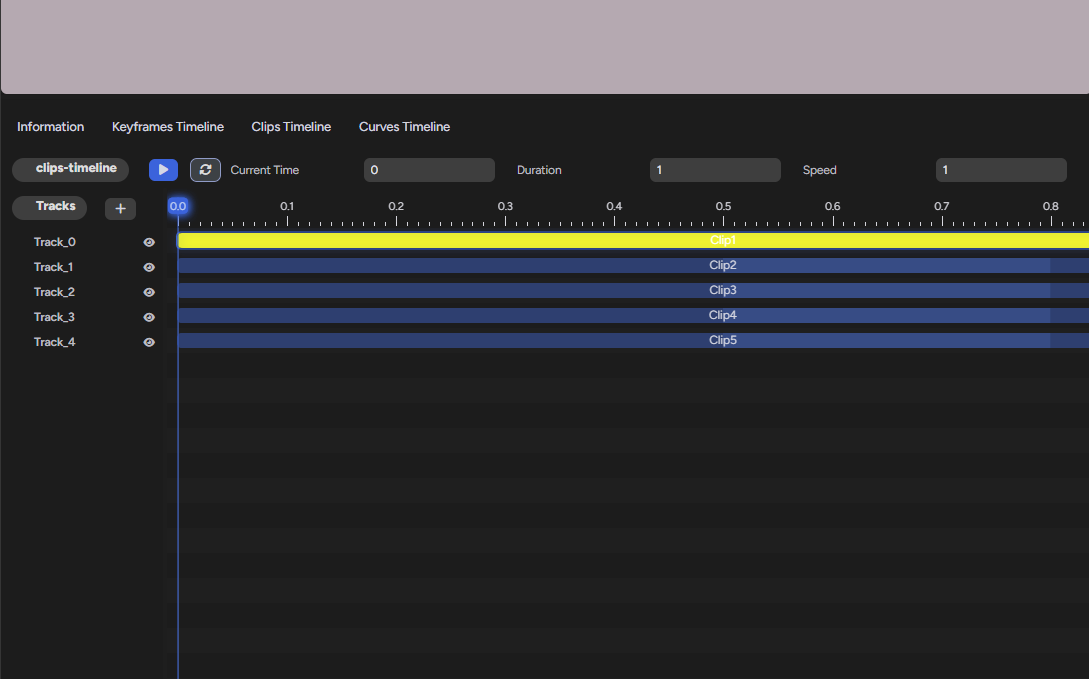 Information Keyframes Timeline Clips Timeline Curves Timeline
clips-timeline Current Time 0 Duration 1 Speed 1
Tracks + 0.0 0.1 0.2 0.3 0.4 0.5 0.6 0.7 0.8
Track_0 Clip1
Track_1 Clip2
Track_2 Clip3
Track_3 Clip4
Track_4 Clip5